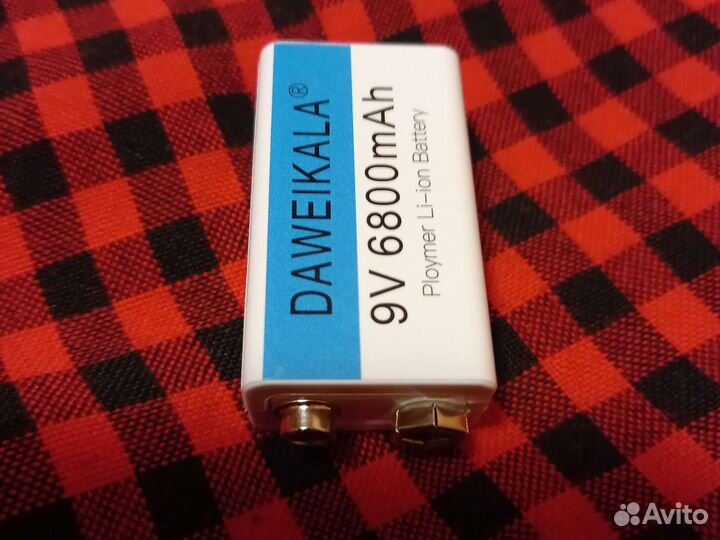 DAWEIKALA®
9V 6800mAh
Ploymer Li-ion Battery
Avito